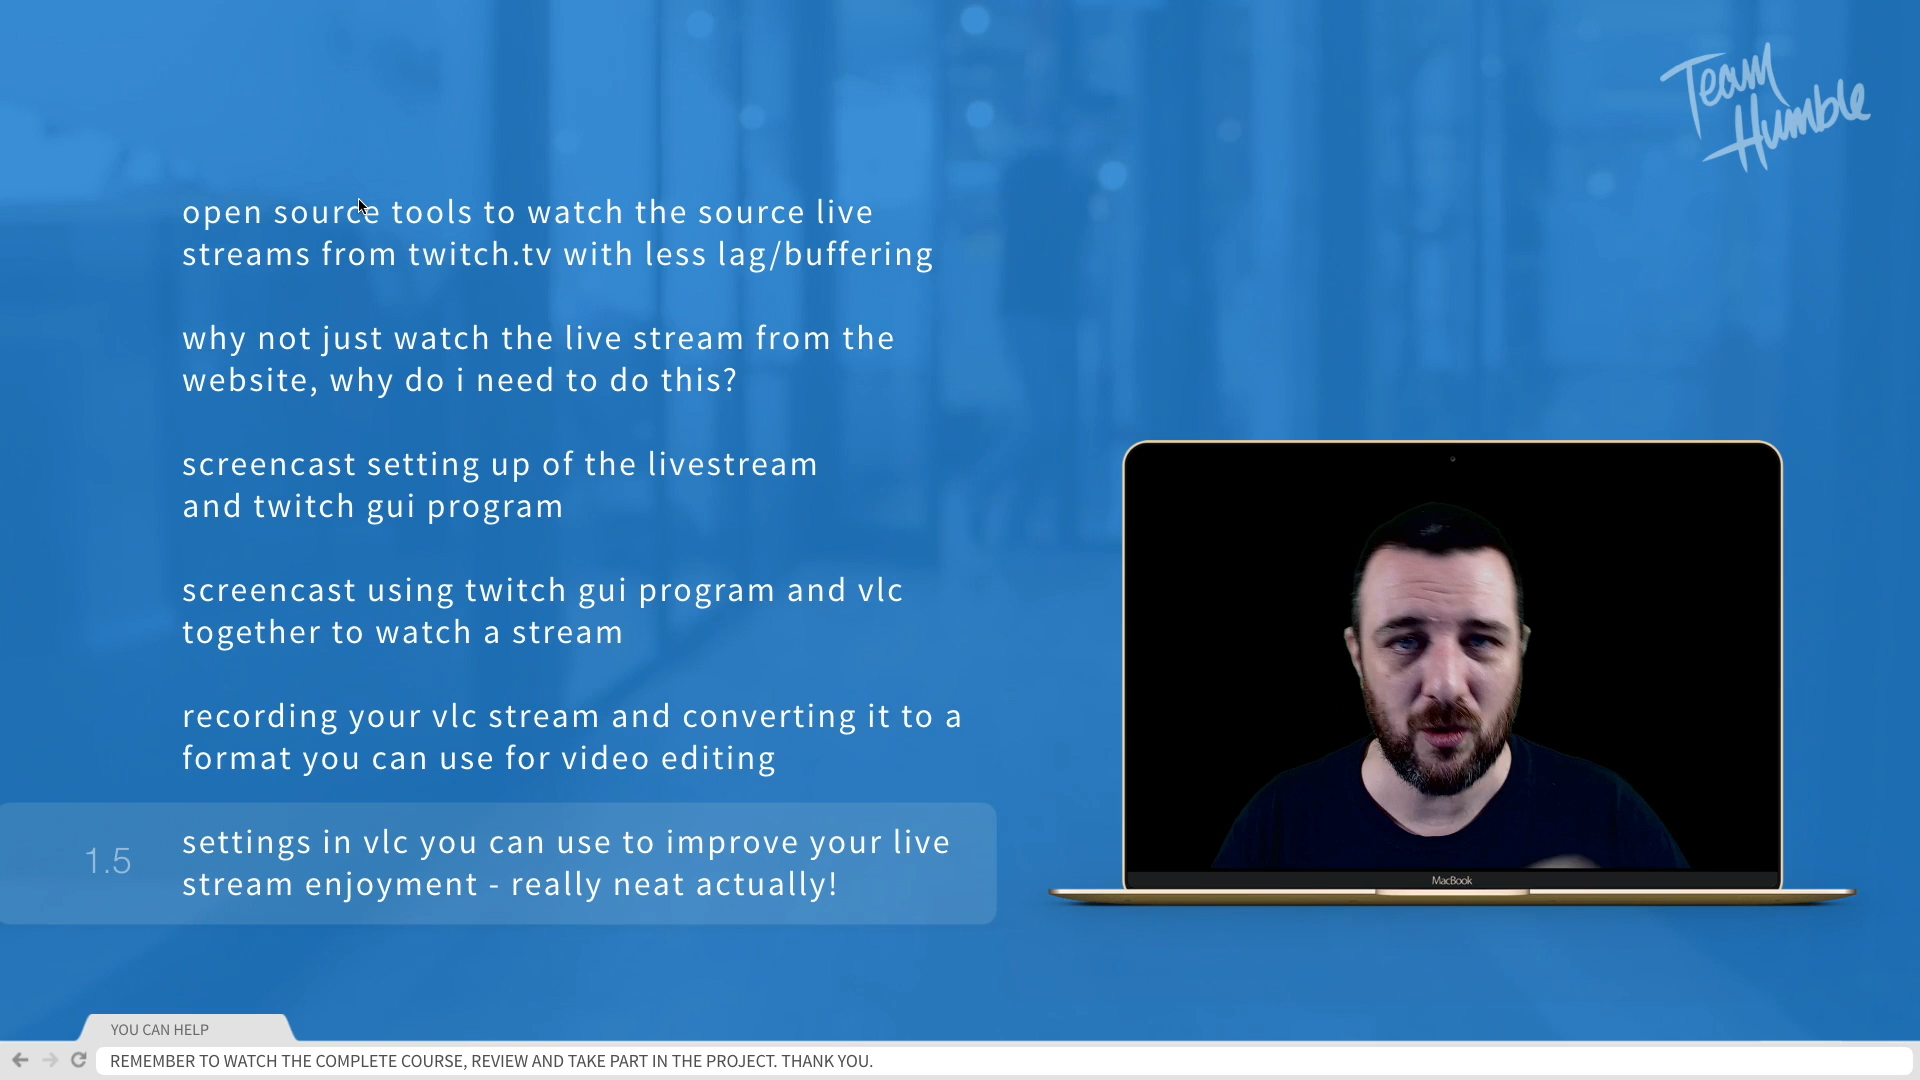 Team
Humble
open source tools to watch the source live
streams from twitch.tv with less lag/buffering
why not just watch the live stream from the
website, why do i need to do this?
screencast setting up of the livestream
and twitch gui program
screencast using twitch gui program and vlc
together to watch a stream
recording your vlc stream and converting it to a
format you can use for video editing
1.5
settings in vlc you can use to improve your live
stream enjoyment - really neat actually!
MacBook
YOU CAN HELP
REMEMBER TO WATCH THE COMPLETE COURSE, REVIEW AND TAKE PART IN THE PROJECT. THANK YOU.